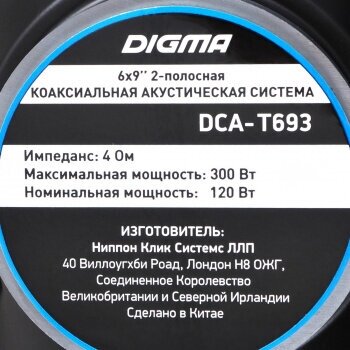 DIGMA
6x9'' 2-полосная
КОАКСИАЛЬНАЯ АКУСТИЧЕСКАЯ СИСТЕМА
DCA-T693
Импеданс: 4 Ом
Максимальная мощность: 300 Вт
Номинальная мощность: 120 Вт
ИЗГОТОВИТЕЛЬ:
Ниппон Клик Системс ЛЛП
40 Виллоугхби Роад, Лондон Н8 ОЖГ,
Соединенное Королевство
Великобритании и Северной Ирландии
Сделано в Китае